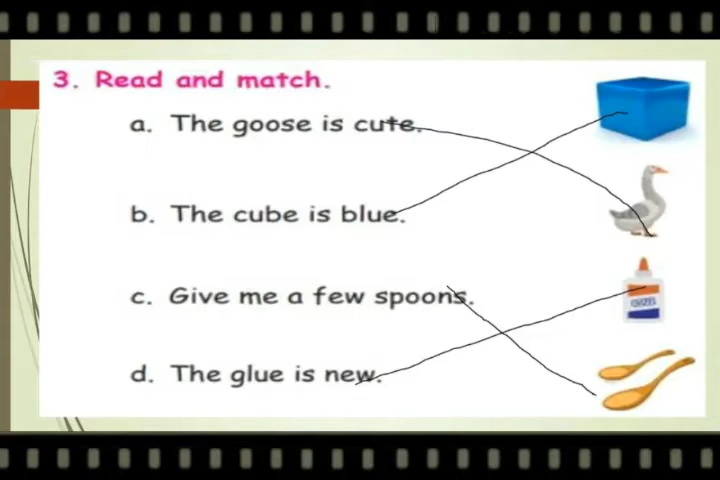 3. Read and match.
a. The goose is cute.
b. The cube is blue.
c. Give me a few spoons.
d. The glue is new.